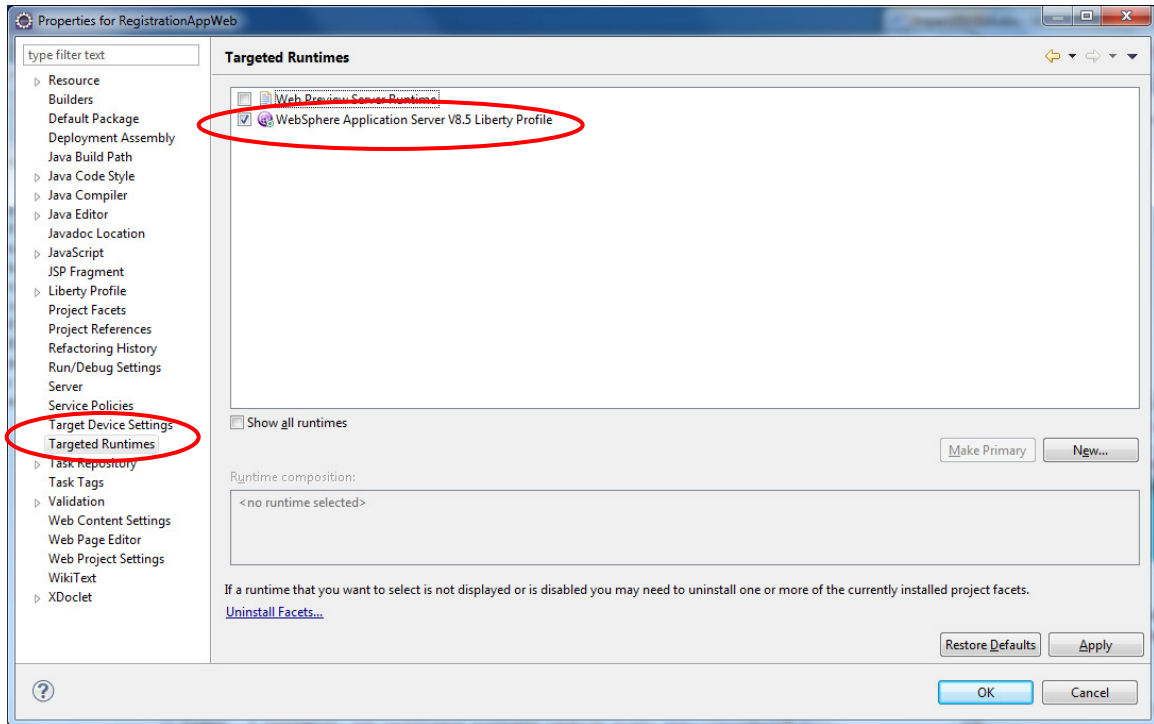 Properties for RegistrationAppWeb
type filter text
Resource
Builders
Default Package
Deployment Assembly
Java Build Path
Java Code Style
Java Compiler
Java Editor
Javadoc Location
JavaScript
JSP Fragment
Liberty Profile
Project Facets
Project References
Refactoring History
Run/Debug Settings
Server
Service Policies
Target Device Settings
Targeted Runtimes
Task Repository
Task Tags
Validation
Web Content Settings
Web Page Editor
Web Project Settings
WikiText
XDoclet
Targeted Runtimes
Web Preview Server Runtime
WebSphere Application Server V8.5 Liberty Profile
Show all runtimes
Make Primary
New...
Runtime composition:
<no runtime selected>
If a runtime that you want to select is not displayed or is disabled you may need to uninstall one or more of the currently installed project facets.
Uninstall Facets...
Restore Defaults
Apply
OK
Cancel